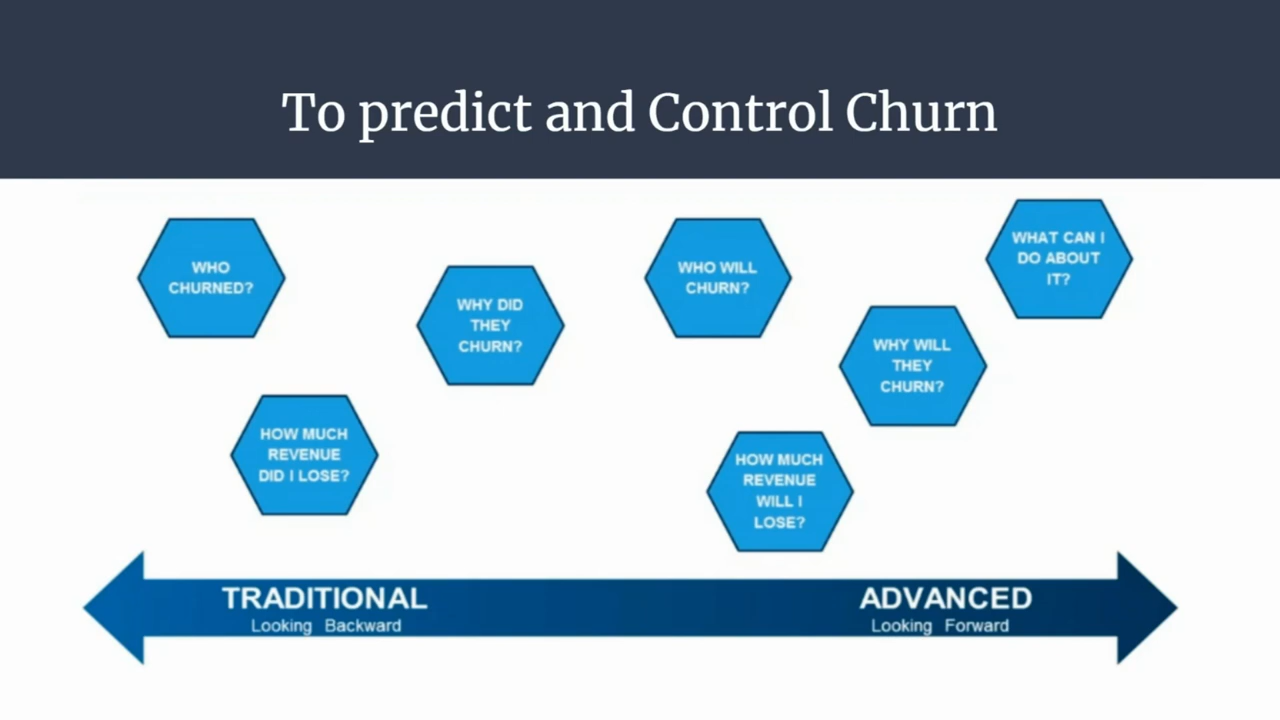 To predict and Control Churn
WHO
CHURNED?
HOW MUCH
REVENUE
DID I LOSE?
WHY DID
THEY
CHURN?
WHO WILL
CHURN?
HOW MUCH
REVENUE
WILL I
LOSE?
WHY WILL
THEY
CHURN?
WHAT CAN I
DO ABOUT
IT?
TRADITIONAL
Looking Backward
ADVANCED
Looking Forward